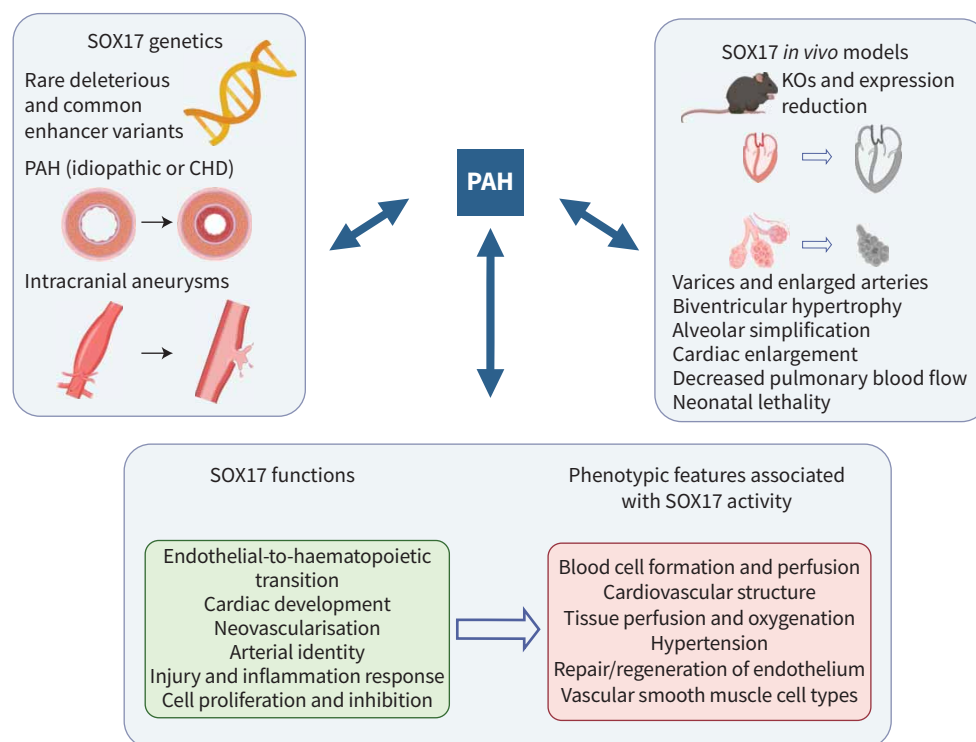 SOX17 genetics
Rare deleterious
and common
enhancer variants
PAH (idiopathic or CHD)
Intracranial aneurysms
PAH
SOX17 in vivo models
KOs and expression
reduction
Varices and enlarged arteries
Biventricular hypertrophy
Alveolar simplification
Cardiac enlargement
Decreased pulmonary blood flow
Neonatal lethality
SOX17 functions
Endothelial-to-haematopoietic
transition
Cardiac development
Neovascularisation
Arterial identity
Injury and inflammation response
Cell proliferation and inhibition
Phenotypic features associated
with SOX17 activity
Blood cell formation and perfusion
Cardiovascular structure
Tissue perfusion and oxygenation
Hypertension
Repair/regeneration of endothelium
Vascular smooth muscle cell types